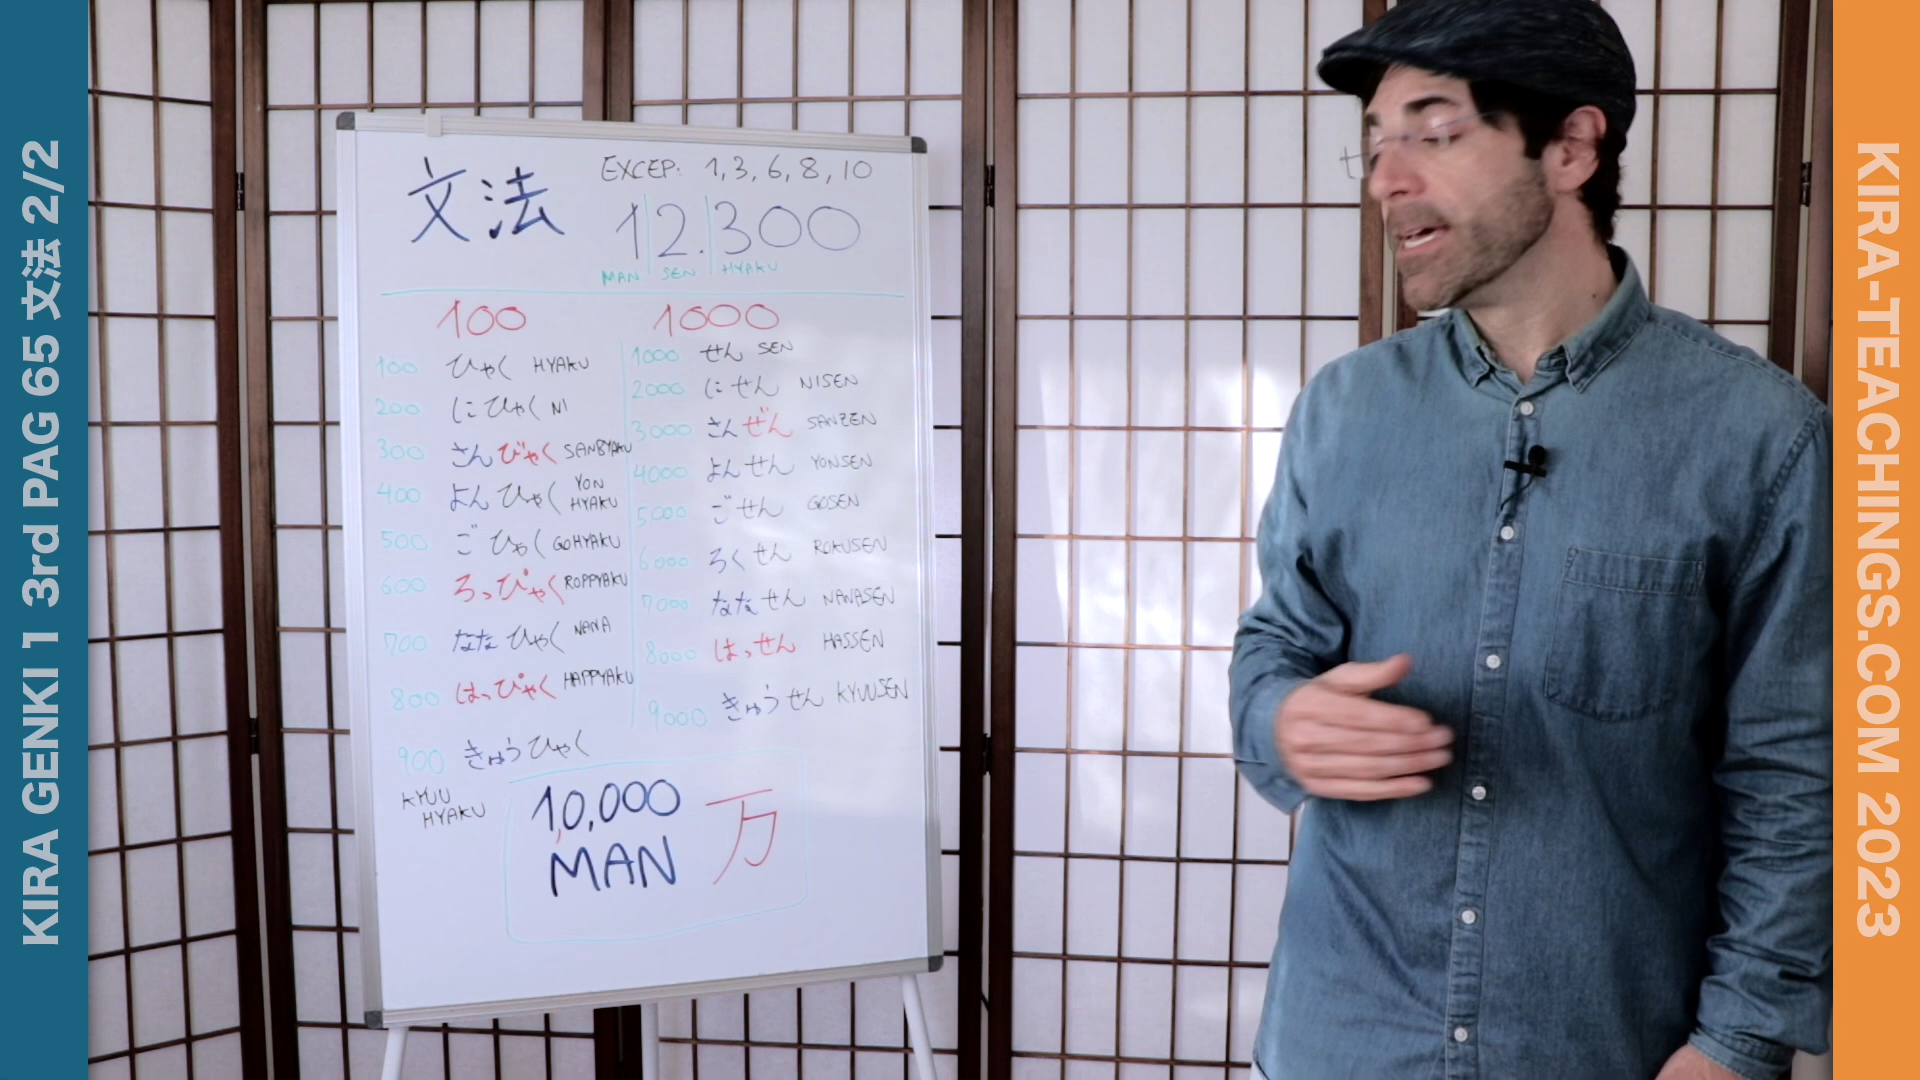 KIRA GENKI 1 3rd PAG 65 文法 2/2
文法
EXCEP: 1, 3, 6, 8, 10
12.300
MAN SEN HYAKU
100
100 ひゃく HYAKU
200 にひゃく NI
300 さんびゃく SANBYAKU
400 よんひゃく YON HYAKU
500 ごひゃく GOHYAKU
600 ろっぴゃく ROPPYAKU
700 ななひゃく NANA
800 はっぴゃく HAPPYAKU
900 きゅうひゃく
KYUU
HYAKU
1000
1000 せん SEN
2000 にせん NISEN
3000 さんぜん SANZEN
4000 よんせん YONSEN
5000 ごせん GOSEN
6000 ろくせん ROKUSEN
7000 ななせん NANASEN
8000 はっせん HASSEN
9000 きゅうせん KYUUSEN
10,000 万
MAN
KIRA-TEACHINGS.COM 2023